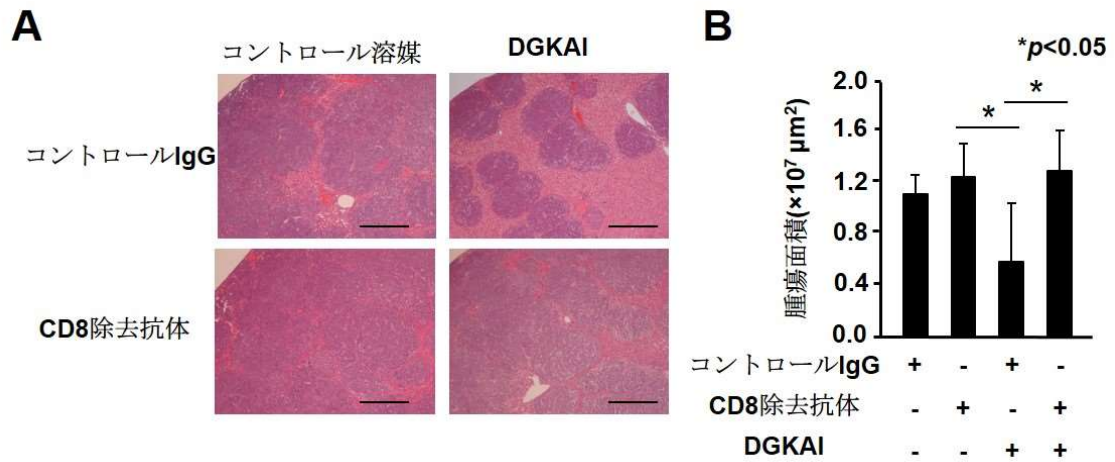 A
コントロール溶媒 DGKAI
コントロールIgG
CD8除去抗体
B
*p<0.05
腫瘍面積(×10⁷ µm²)
2.0
1.6
1.2
0.8
0.4
0.0
* *
コントロールIgG + - + -
CD8除去抗体 - + - +
DGKAI - - + +